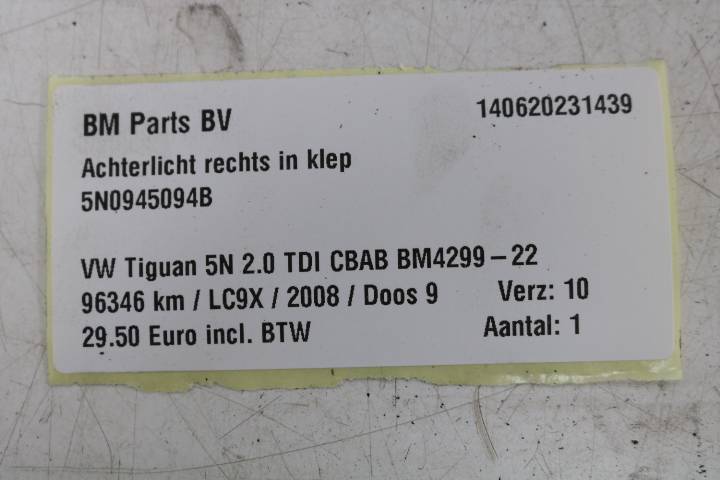 BM Parts BV 140620231439
Achterlicht rechts in klep
5N0945094B
VW Tiguan 5N 2.0 TDI CBAB BM4299-22
96346 km / LC9X / 2008 / Doos 9 Verz: 10
29.50 Euro incl. BTW Aantal: 1